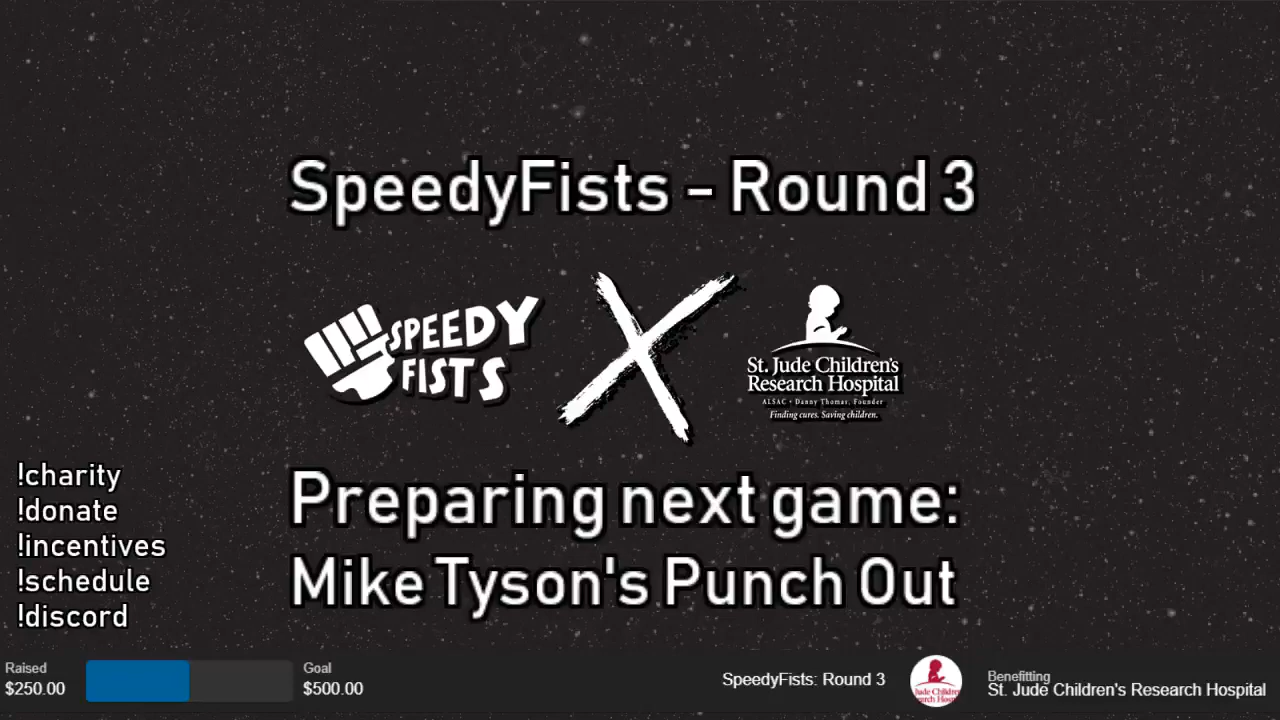 SpeedyFists - Round 3
SPEEDY
FISTS
X
St. Jude Children's
Research Hospital
ALSAC • Danny Thomas, Founder
Finding cures. Saving children.
!charity
!donate
!incentives
!schedule
!discord
Preparing next game:
Mike Tyson's Punch Out
Raised
$250.00
Goal
$500.00
SpeedyFists: Round 3
Benefitting
St. Jude Children's Research Hospital